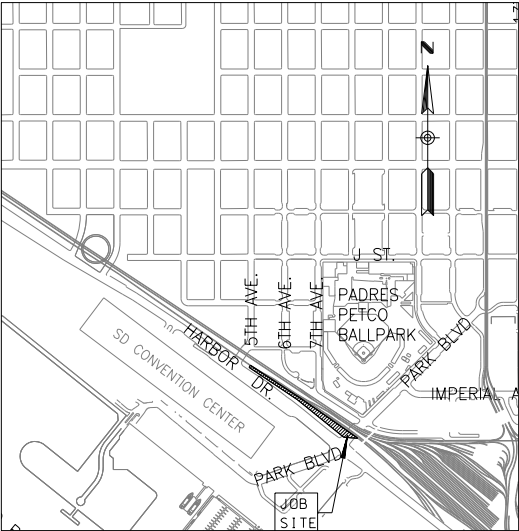 N
J ST.
5TH AVE.
6TH AVE.
7TH AVE.
PADRES
PETCO
BALLPARK
HARBOR DR.
SD CONVENTION CENTER
PARK BLVD
IMPERIAL A
PARK BLVD
JOB
SITE